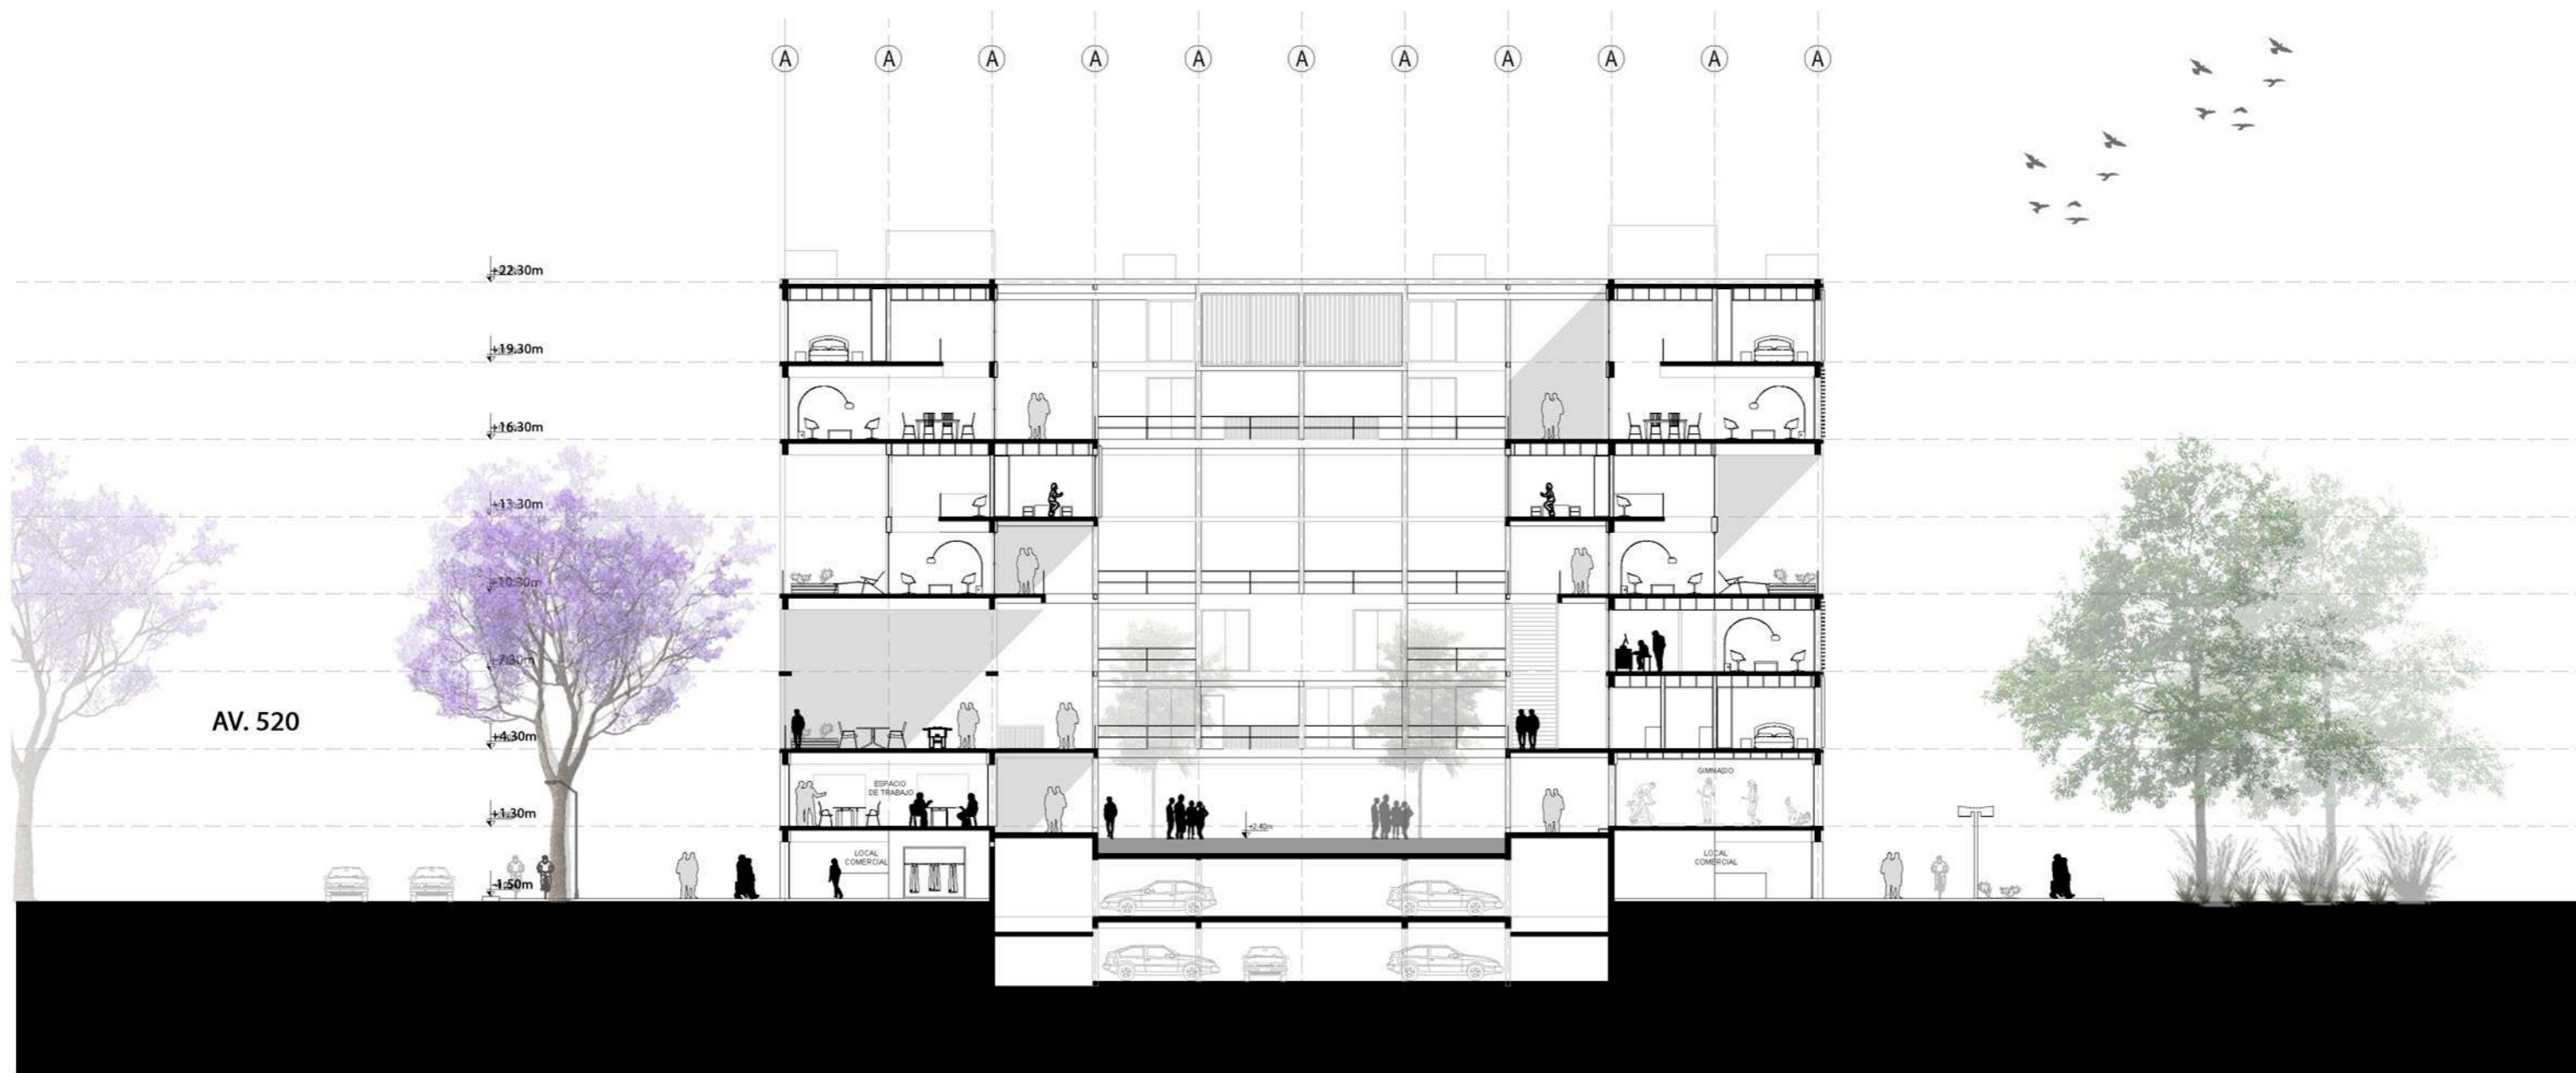 A A A A A A A A A A A
+22.30m
+19.30m
+16.30m
+13.30m
+10.30m
+7.30m
AV. 520
+4.30m
GIMNASIO
ESPACIO
DE TRABAJO
+1.30m
+2.40m
LOCAL
COMERCIAL
LOCAL
COMERCIAL
-1.50m